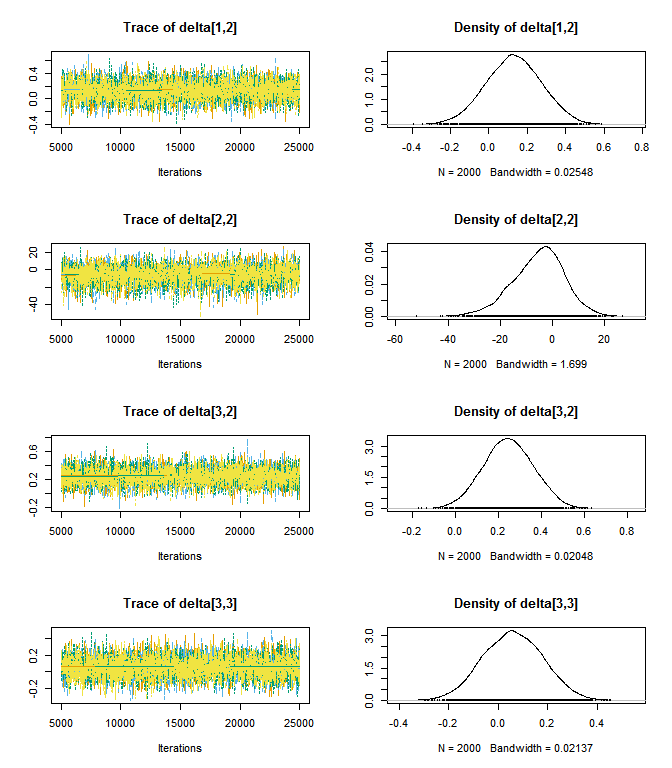 Trace of delta[1,2]
Density of delta[1,2]
0.4
0.0
-0.4
5000 10000 15000 20000 25000
Iterations
2.0
1.0
0.0
-0.4 -0.2 0.0 0.2 0.4 0.6 0.8
N = 2000 Bandwidth = 0.02548
Trace of delta[2,2]
Density of delta[2,2]
20
0
-40
5000 10000 15000 20000 25000
Iterations
0.04
0.02
0.00
-60 -40 -20 0 20
N = 2000 Bandwidth = 1.699
Trace of delta[3,2]
Density of delta[3,2]
0.6
0.2
-0.2
5000 10000 15000 20000 25000
Iterations
3.0
1.5
0.0
-0.2 0.0 0.2 0.4 0.6 0.8
N = 2000 Bandwidth = 0.02048
Trace of delta[3,3]
Density of delta[3,3]
0.2
-0.2
5000 10000 15000 20000 25000
Iterations
3.0
1.5
0.0
-0.4 -0.2 0.0 0.2 0.4
N = 2000 Bandwidth = 0.02137